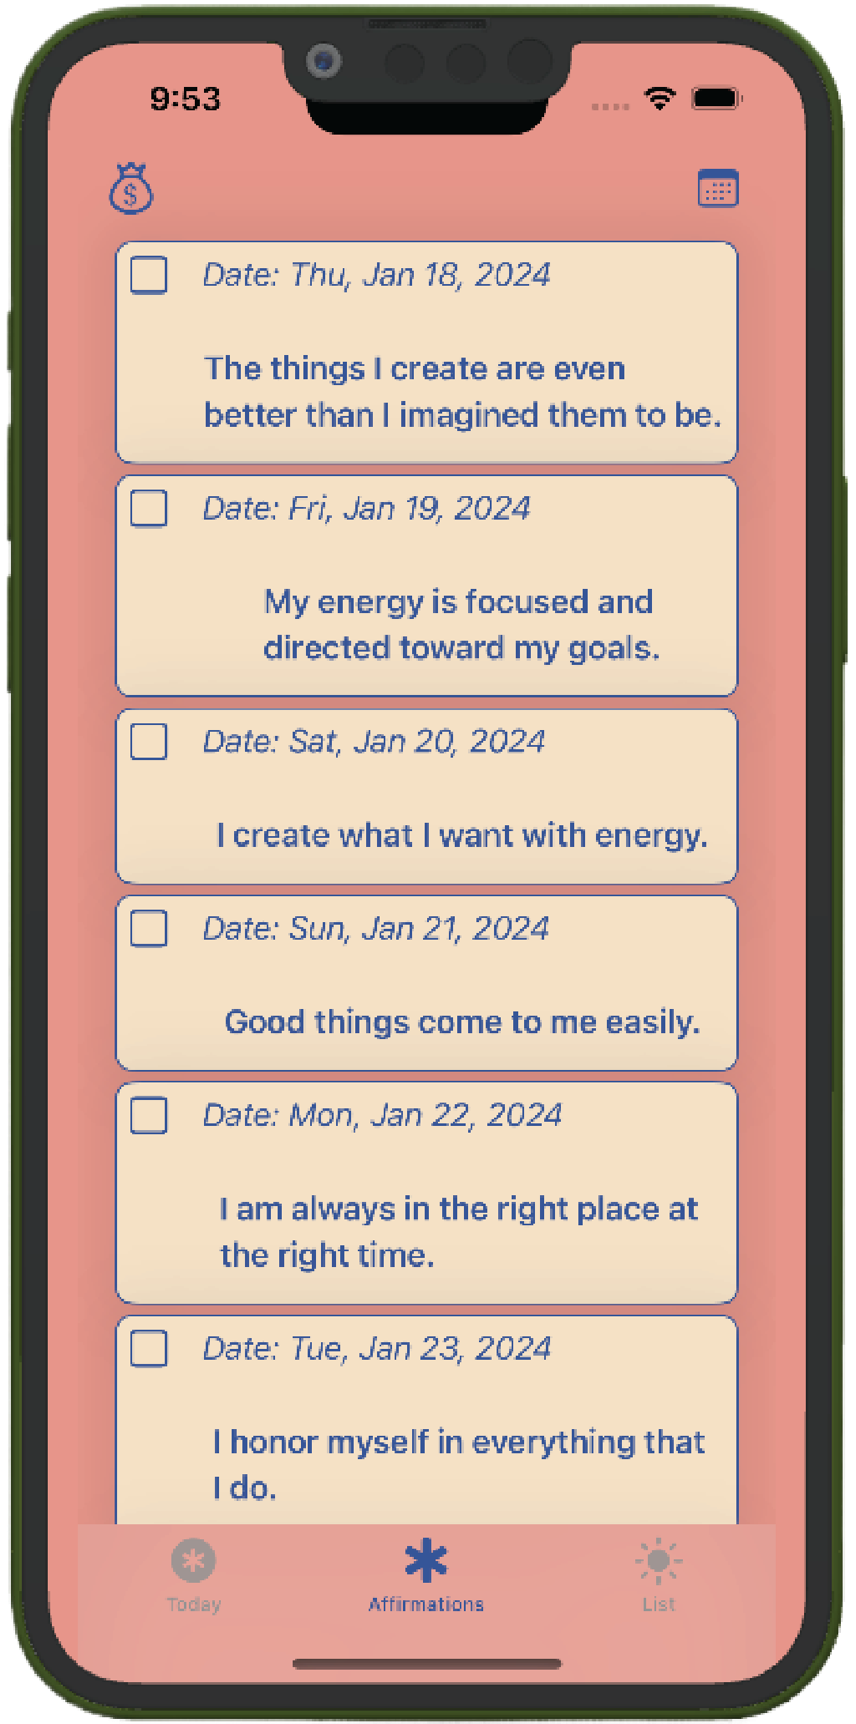 9:53
$
Date: Thu, Jan 18, 2024
The things I create are even
better than I imagined them to be.
Date: Fri, Jan 19, 2024
My energy is focused and
directed toward my goals.
Date: Sat, Jan 20, 2024
I create what I want with energy.
Date: Sun, Jan 21, 2024
Good things come to me easily.
Date: Mon, Jan 22, 2024
I am always in the right place at
the right time.
Date: Tue, Jan 23, 2024
I honor myself in everything that
I do.
Today
Affirmations
List